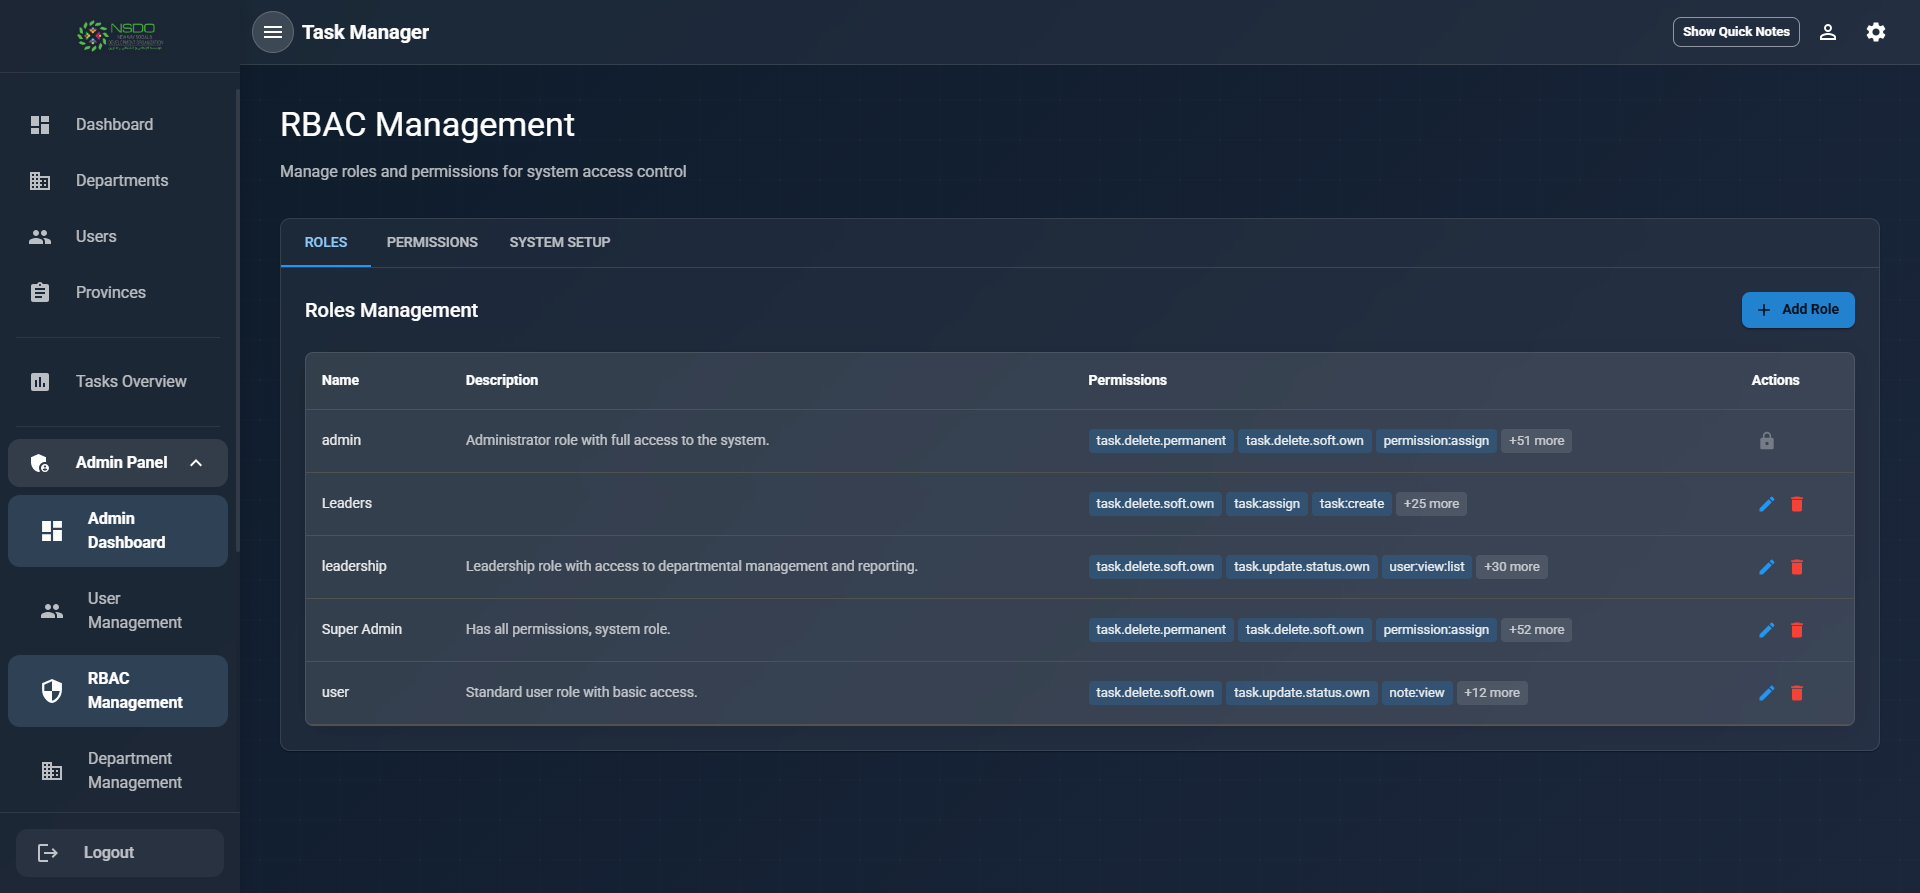 NSDO
Task Manager
Show Quick Notes
Dashboard
Departments
Users
Provinces
Tasks Overview
Admin Panel
Admin
Dashboard
User
Management
RBAC
Management
Department
Management
Logout
RBAC Management
Manage roles and permissions for system access control
ROLES PERMISSIONS SYSTEM SETUP
Roles Management
+ Add Role
Name Description Permissions Actions
admin Administrator role with full access to the system. task.delete.permanent task.delete.soft.own permission:assign +51 more
Leaders task.delete.soft.own task:assign task:create +25 more
leadership Leadership role with access to departmental management and reporting. task.delete.soft.own task.update.status.own user:view:list +30 more
Super Admin Has all permissions, system role. task.delete.permanent task.delete.soft.own permission:assign +52 more
user Standard user role with basic access. task.delete.soft.own task.update.status.own note:view +12 more